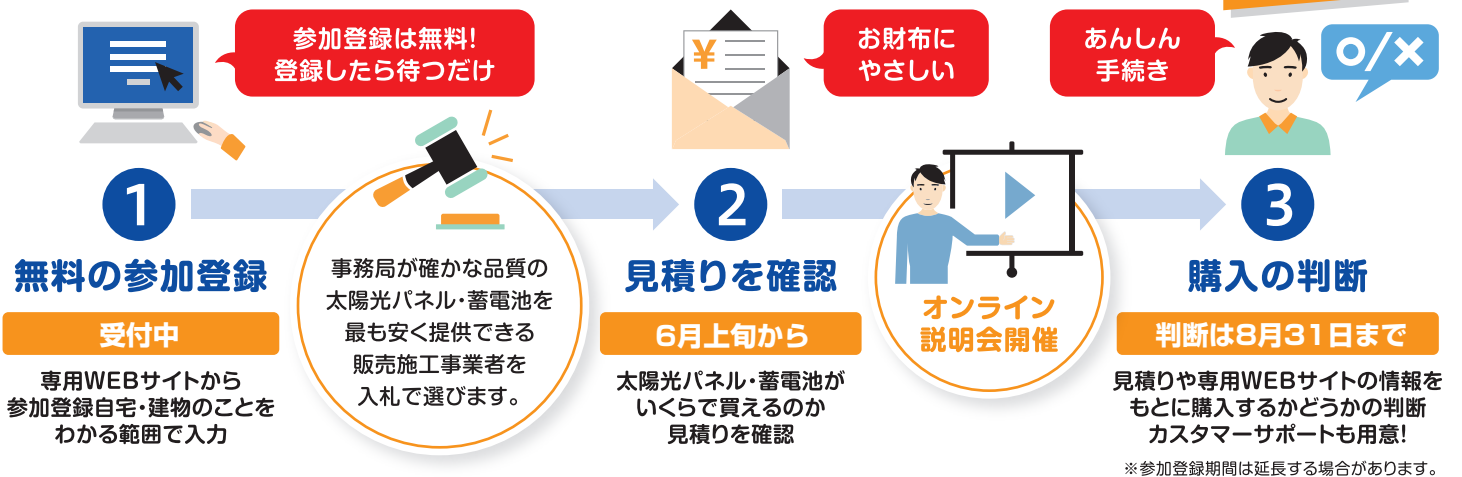 参加登録は無料!
登録したら待つだけ
1
無料の参加登録
受付中
専用WEBサイトから
参加登録自宅・建物のことを
わかる範囲で入力
事務局が確かな品質の
太陽光パネル・蓄電池を
最も安く提供できる
販売施工事業者を
入札で選びます。
¥
お財布に
やさしい
2
見積りを確認
6月上旬から
太陽光パネル・蓄電池が
いくらで買えるのか
見積りを確認
オンライン
説明会開催
あんしん
手続き
○/×
3
購入の判断
判断は8月31日まで
見積りや専用WEBサイトの情報を
もとに購入するかどうかの判断
カスタマーサポートも用意!
※参加登録期間は延長する場合があります。